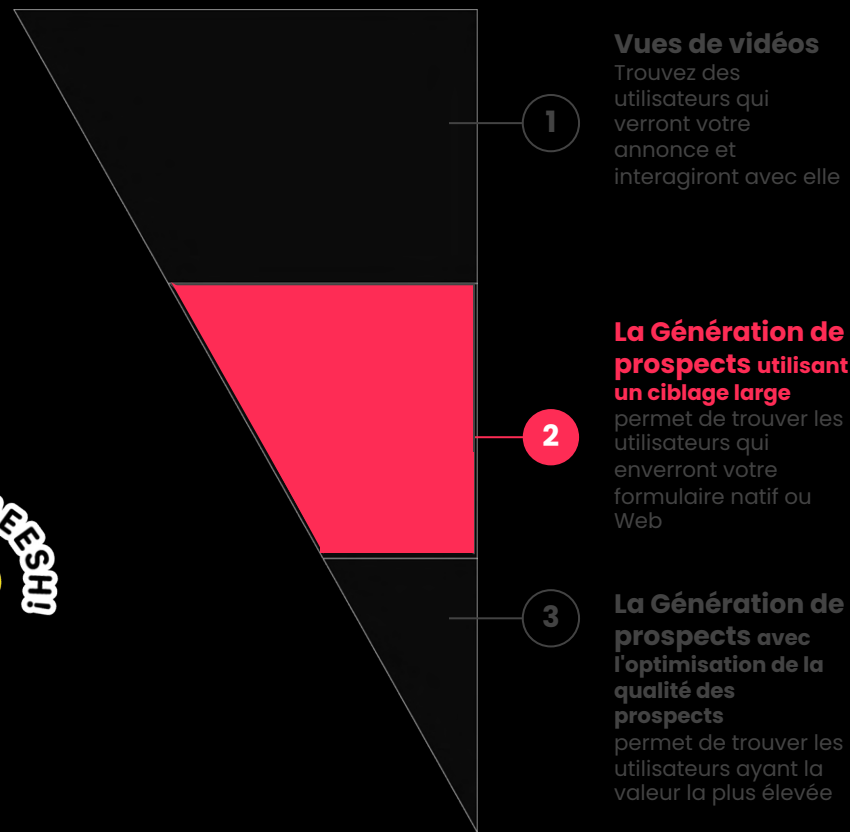 1
Vues de vidéos
Trouvez des
utilisateurs qui
verront votre
annonce et
interagiront avec elle
2
La Génération de
prospects utilisant
un ciblage large
permet de trouver les
utilisateurs qui
enverront votre
formulaire natif ou
Web
EESH!
3
La Génération de
prospects avec
l'optimisation de la
qualité des
prospects
permet de trouver les
utilisateurs ayant la
valeur la plus élevée